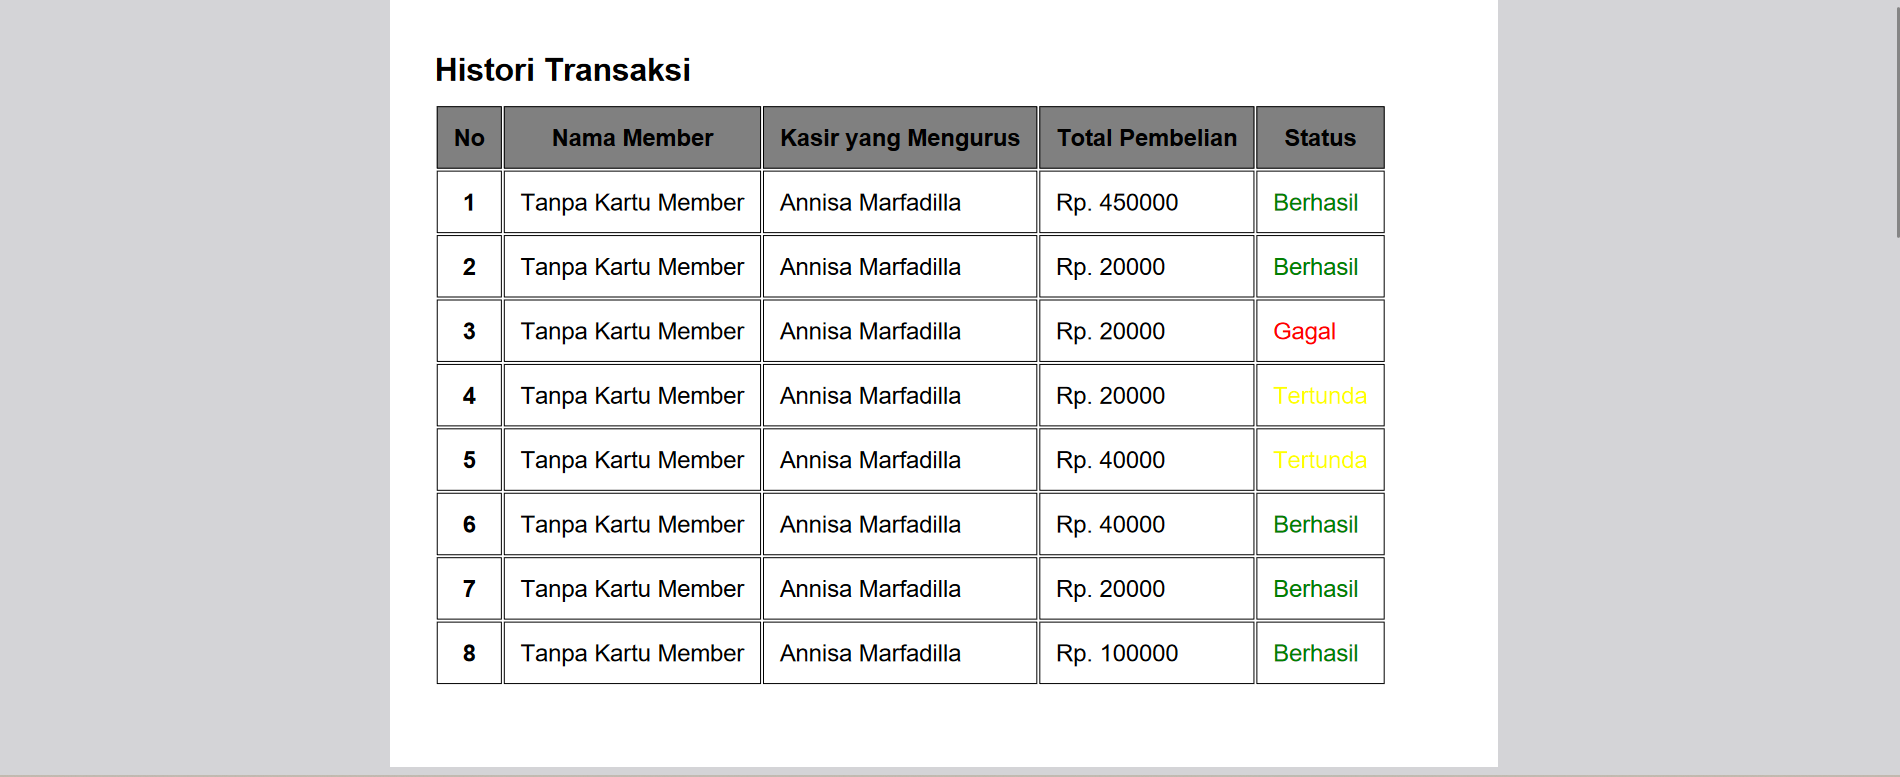 Histori Transaksi
No Nama Member Kasir yang Mengurus Total Pembelian Status
1 Tanpa Kartu Member Annisa Marfadilla Rp. 450000 Berhasil
2 Tanpa Kartu Member Annisa Marfadilla Rp. 20000 Berhasil
3 Tanpa Kartu Member Annisa Marfadilla Rp. 20000 Gagal
4 Tanpa Kartu Member Annisa Marfadilla Rp. 20000 Tertunda
5 Tanpa Kartu Member Annisa Marfadilla Rp. 40000 Tertunda
6 Tanpa Kartu Member Annisa Marfadilla Rp. 40000 Berhasil
7 Tanpa Kartu Member Annisa Marfadilla Rp. 20000 Berhasil
8 Tanpa Kartu Member Annisa Marfadilla Rp. 100000 Berhasil